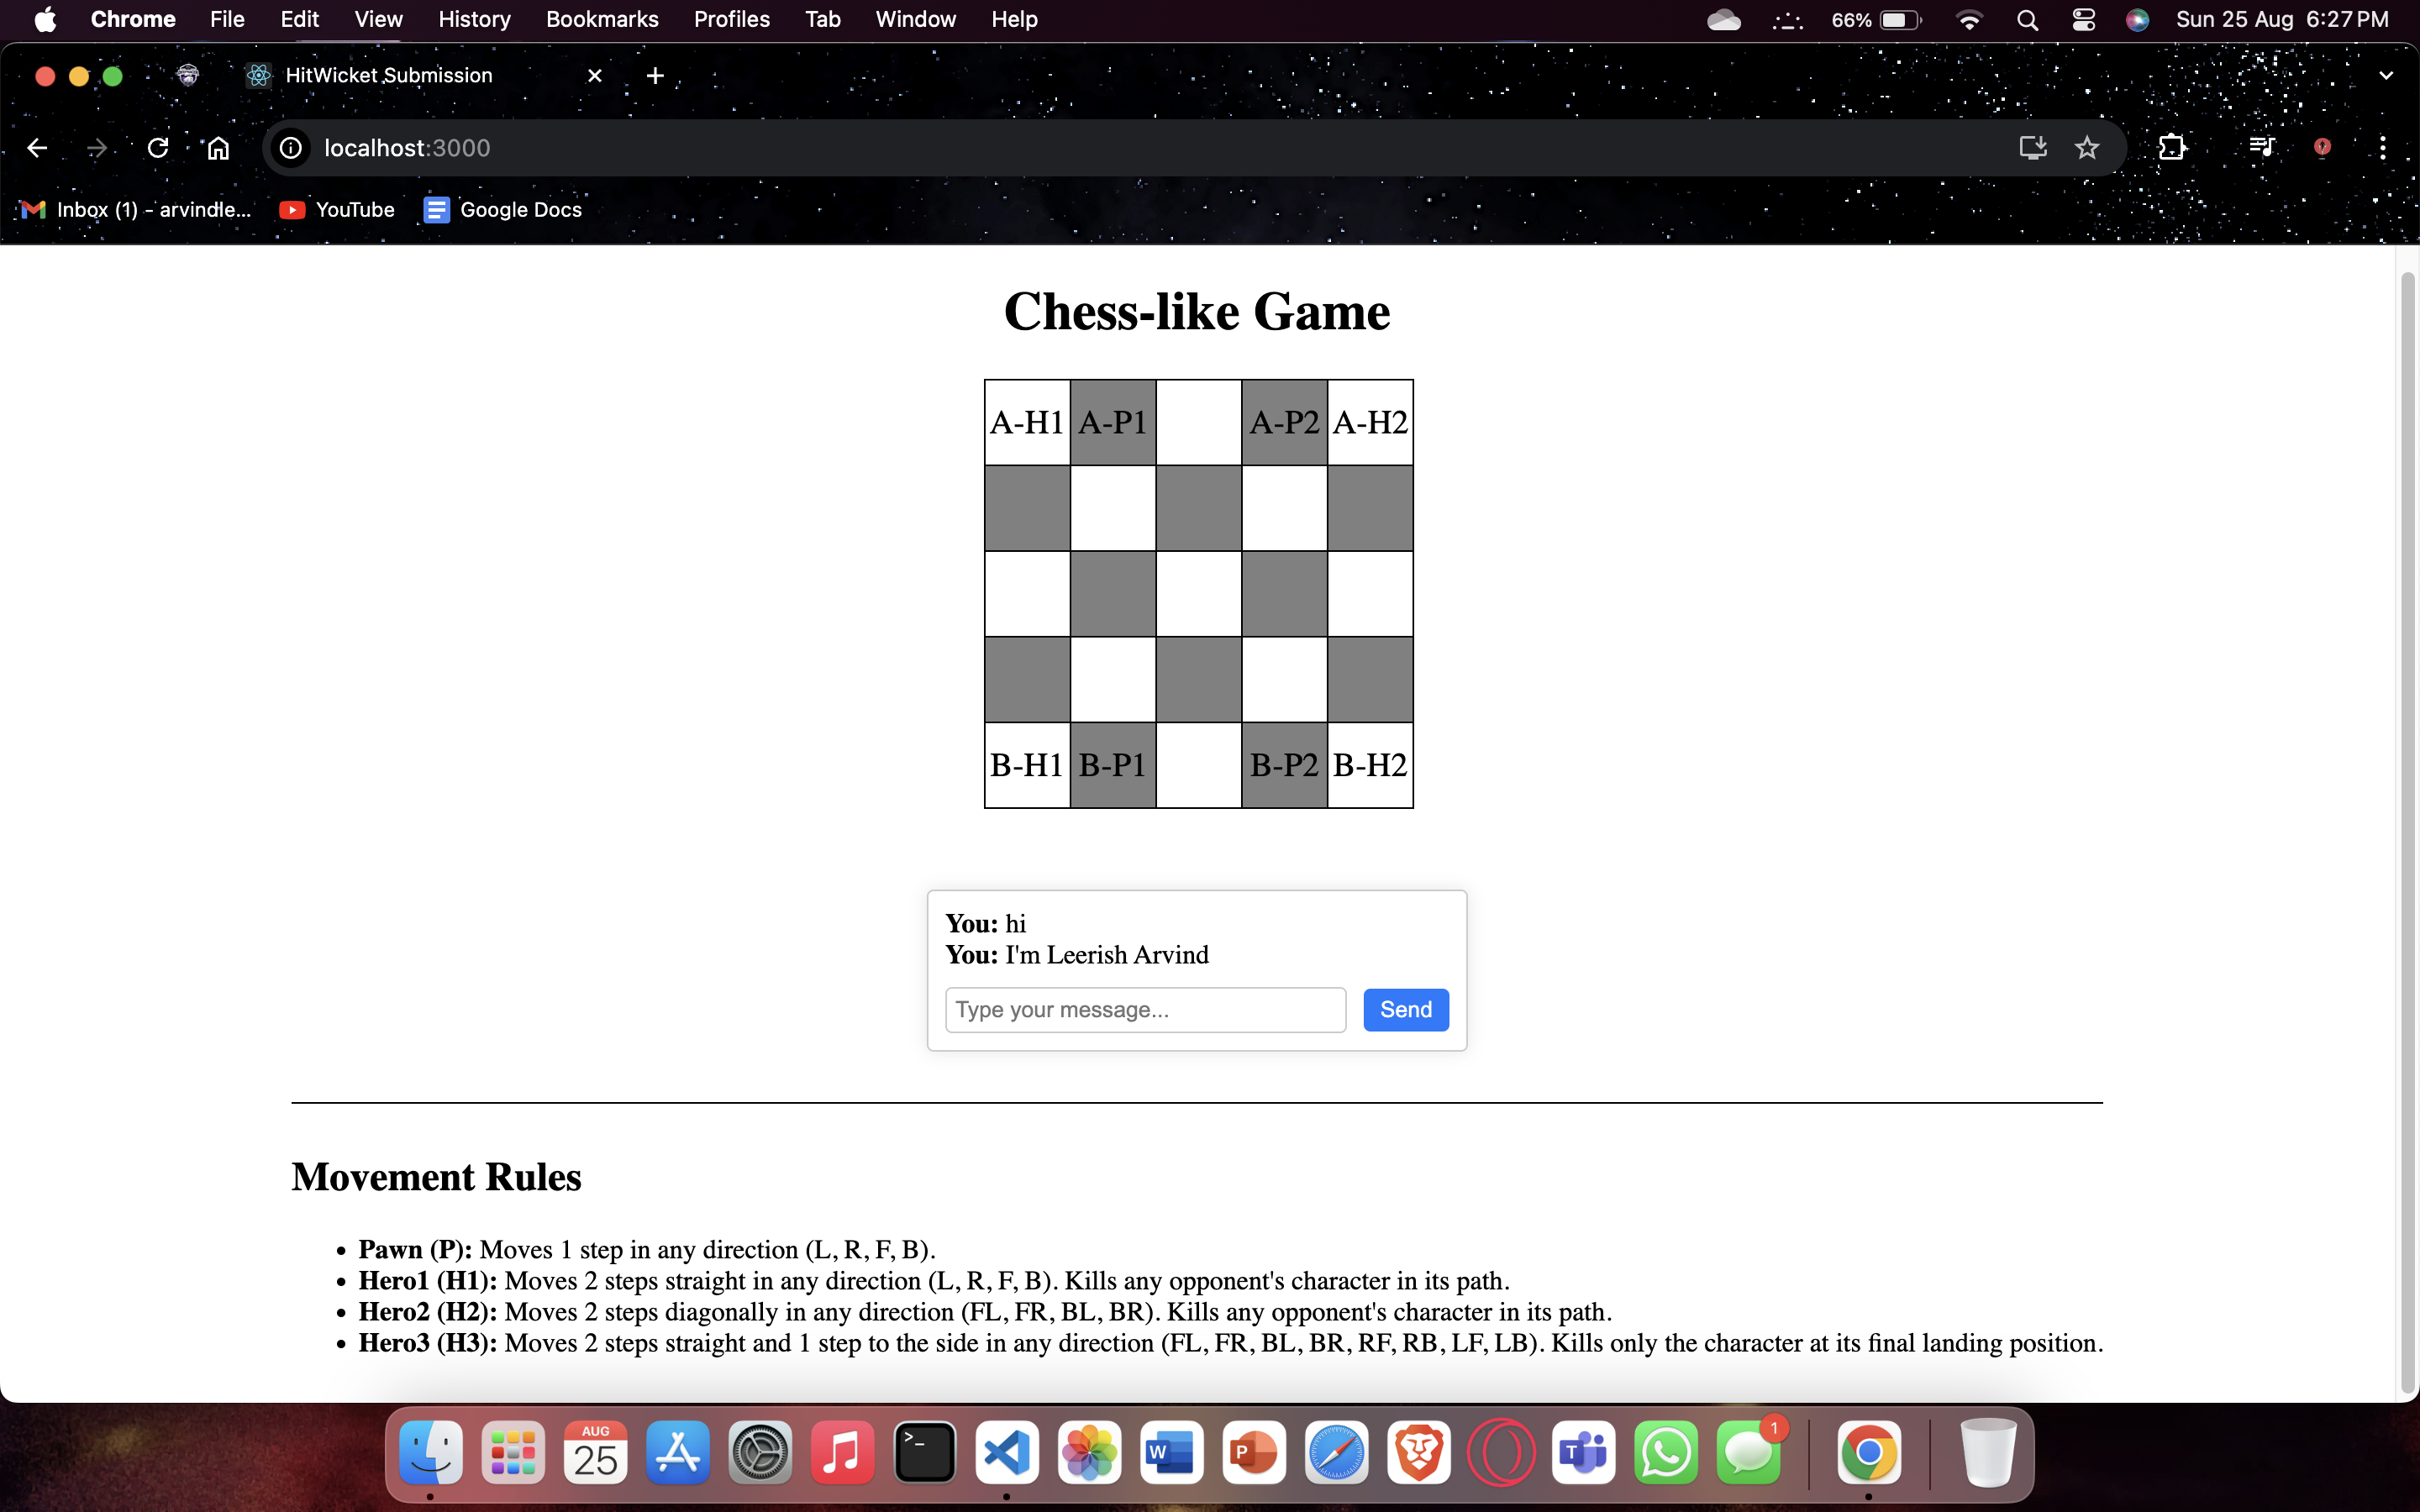 Chrome File Edit View History Bookmarks Profiles Tab Window Help 66% Sun 25 Aug 6:27 PM
HitWicket Submission
localhost:3000
Inbox (1) - arvindle... YouTube Google Docs
Chess-like Game
A-H1 A-P1 A-P2 A-H2
B-H1 B-P1 B-P2 B-H2
You: hi
You: I'm Leerish Arvind
Type your message... Send
Movement Rules
• Pawn (P): Moves 1 step in any direction (L, R, F, B).
• Hero1 (H1): Moves 2 steps straight in any direction (L, R, F, B). Kills any opponent's character in its path.
• Hero2 (H2): Moves 2 steps diagonally in any direction (FL, FR, BL, BR). Kills any opponent's character in its path.
• Hero3 (H3): Moves 2 steps straight and 1 step to the side in any direction (FL, FR, BL, BR, RF, RB, LF, LB). Kills only the character at its final landing position.
AUG
25
>_
W
P
T
1